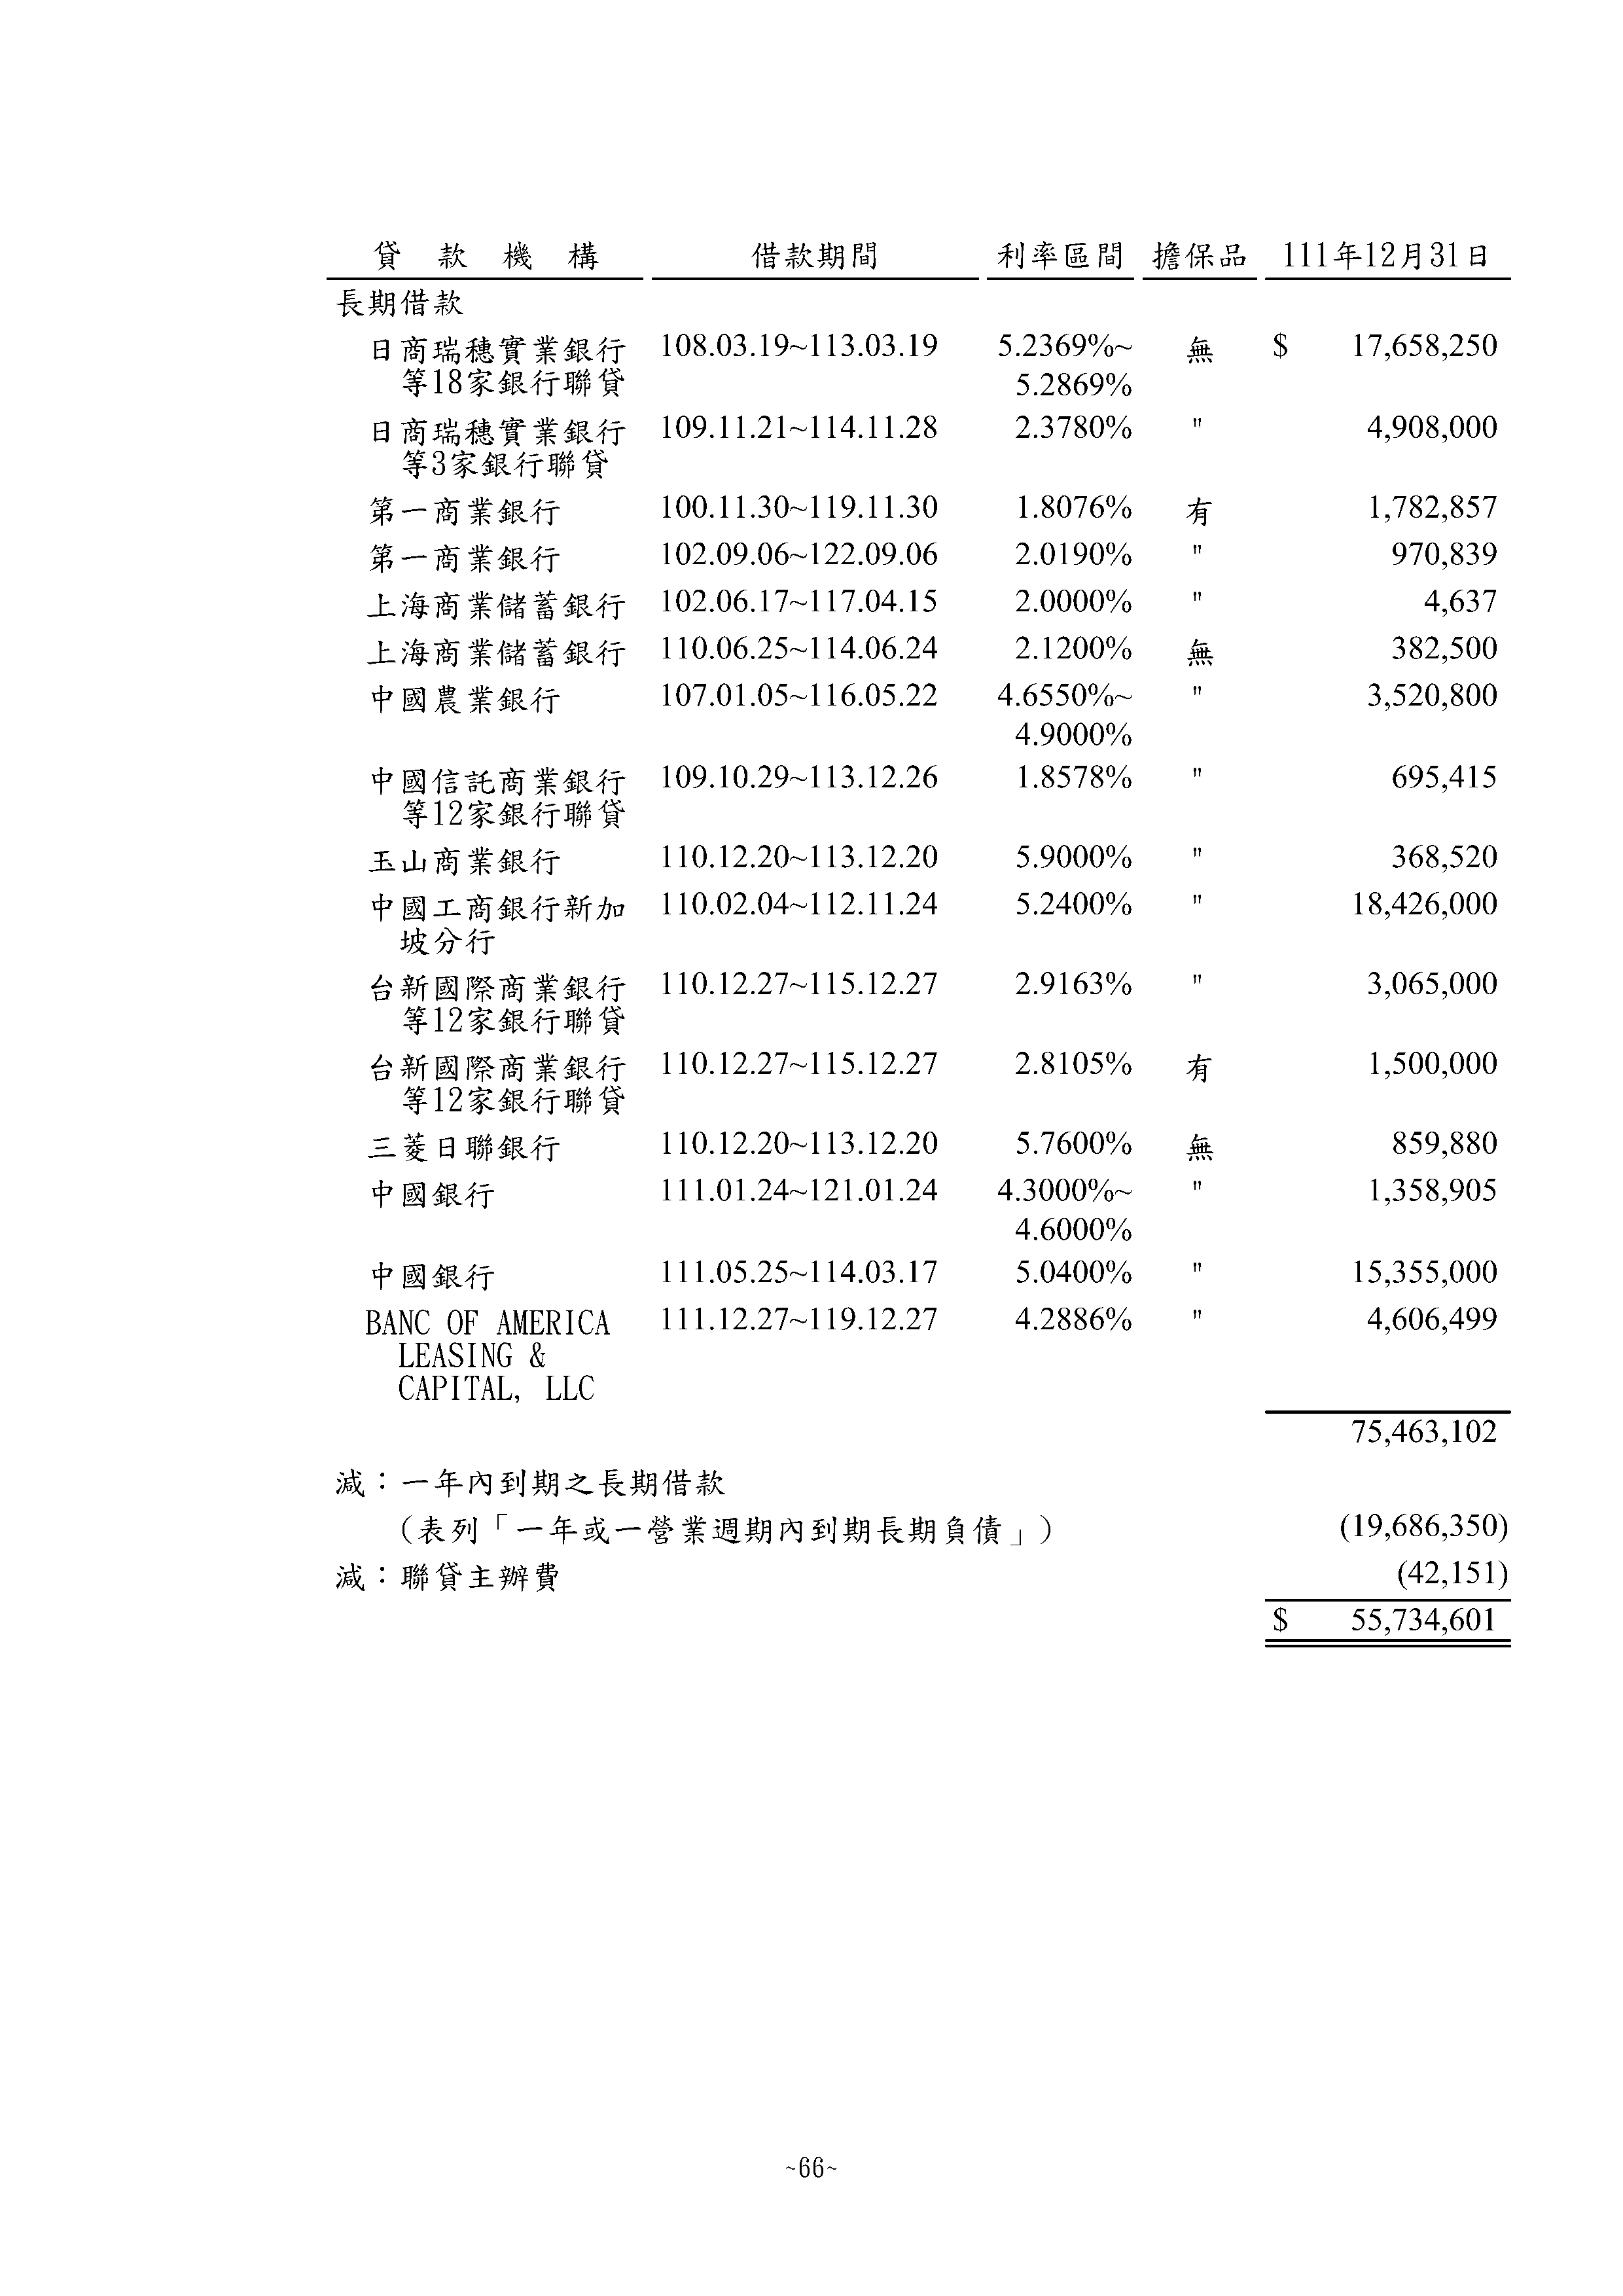 貸 款 機 構 借款期間 利率區間 擔保品 111年12月31日
長期借款
日商瑞穗實業銀行 108.03.19~113.03.19 5.2369%~ 無 $ 17,658,250
等18家銀行聯貸 5.2869%
日商瑞穗實業銀行 109.11.21~114.11.28 2.3780% " 4,908,000
等3家銀行聯貸
第一商業銀行 100.11.30~119.11.30 1.8076% 有 1,782,857
第一商業銀行 102.09.06~122.09.06 2.0190% " 970,839
上海商業儲蓄銀行 102.06.17~117.04.15 2.0000% " 4,637
上海商業儲蓄銀行 110.06.25~114.06.24 2.1200% 無 382,500
中國農業銀行 107.01.05~116.05.22 4.6550%~ " 3,520,800
4.9000%
中國信託商業銀行 109.10.29~113.12.26 1.8578% " 695,415
等12家銀行聯貸
玉山商業銀行 110.12.20~113.12.20 5.9000% " 368,520
中國工商銀行新加 110.02.04~112.11.24 5.2400% " 18,426,000
坡分行
台新國際商業銀行 110.12.27~115.12.27 2.9163% " 3,065,000
等12家銀行聯貸
台新國際商業銀行 110.12.27~115.12.27 2.8105% 有 1,500,000
等12家銀行聯貸
三菱日聯銀行 110.12.20~113.12.20 5.7600% 無 859,880
中國銀行 111.01.24~121.01.24 4.3000%~ " 1,358,905
4.6000%
中國銀行 111.05.25~114.03.17 5.0400% " 15,355,000
BANC OF AMERICA 111.12.27~119.12.27 4.2886% " 4,606,499
LEASING &
CAPITAL, LLC
75,463,102
減：一年內到期之長期借款
（表列「一年或一營業週期內到期長期負債」） (19,686,350)
減：聯貸主辦費 (42,151)
$ 55,734,601
~66~